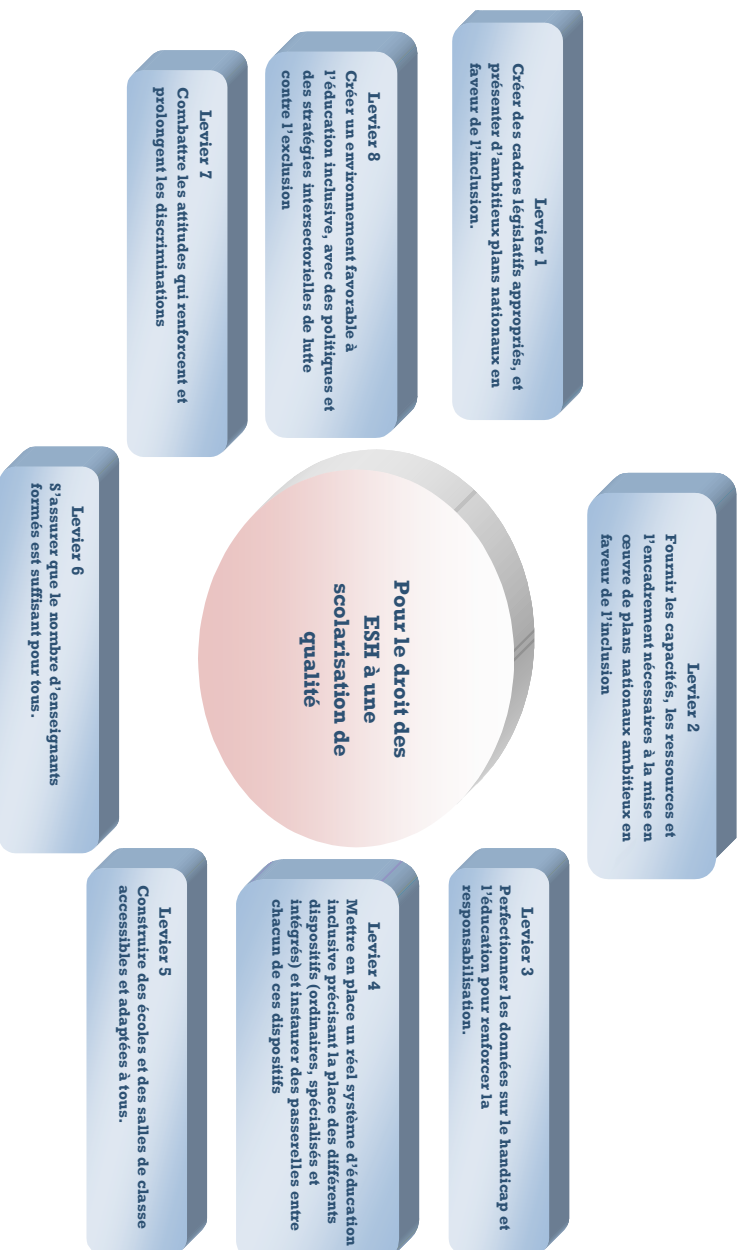 Levier 1
Créer des cadres législatifs appropriés, et
présenter d'ambitieux plans nationaux en
faveur de l'inclusion.
Levier 2
Fournir les capacités, les ressources et
l'encadrement nécessaires à la mise en
œuvre de plans nationaux ambitieux en
faveur de l'inclusion
Levier 3
Perfectionner les données sur le handicap et
l'éducation pour renforcer la
responsabilisation.
Levier 8
Créer un environnement favorable à
l'éducation inclusive, avec des politiques et
des stratégies intersectorielles de lutte
contre l'exclusion
Pour le droit des
ESH à une
scolarisation de
qualité
Levier 4
Mettre en place un réel système d'éducation
inclusive précisant la place des différents
dispositifs (ordinaires, spécialisés et
intégrés) et instaurer des passerelles entre
chacun de ces dispositifs
Levier 7
Combattre les attitudes qui renforcent et
prolongent les discriminations
Levier 6
S'assurer que le nombre d'enseignants
formés est suffisant pour tous.
Levier 5
Construire des écoles et des salles de classe
accessibles et adaptées à tous.